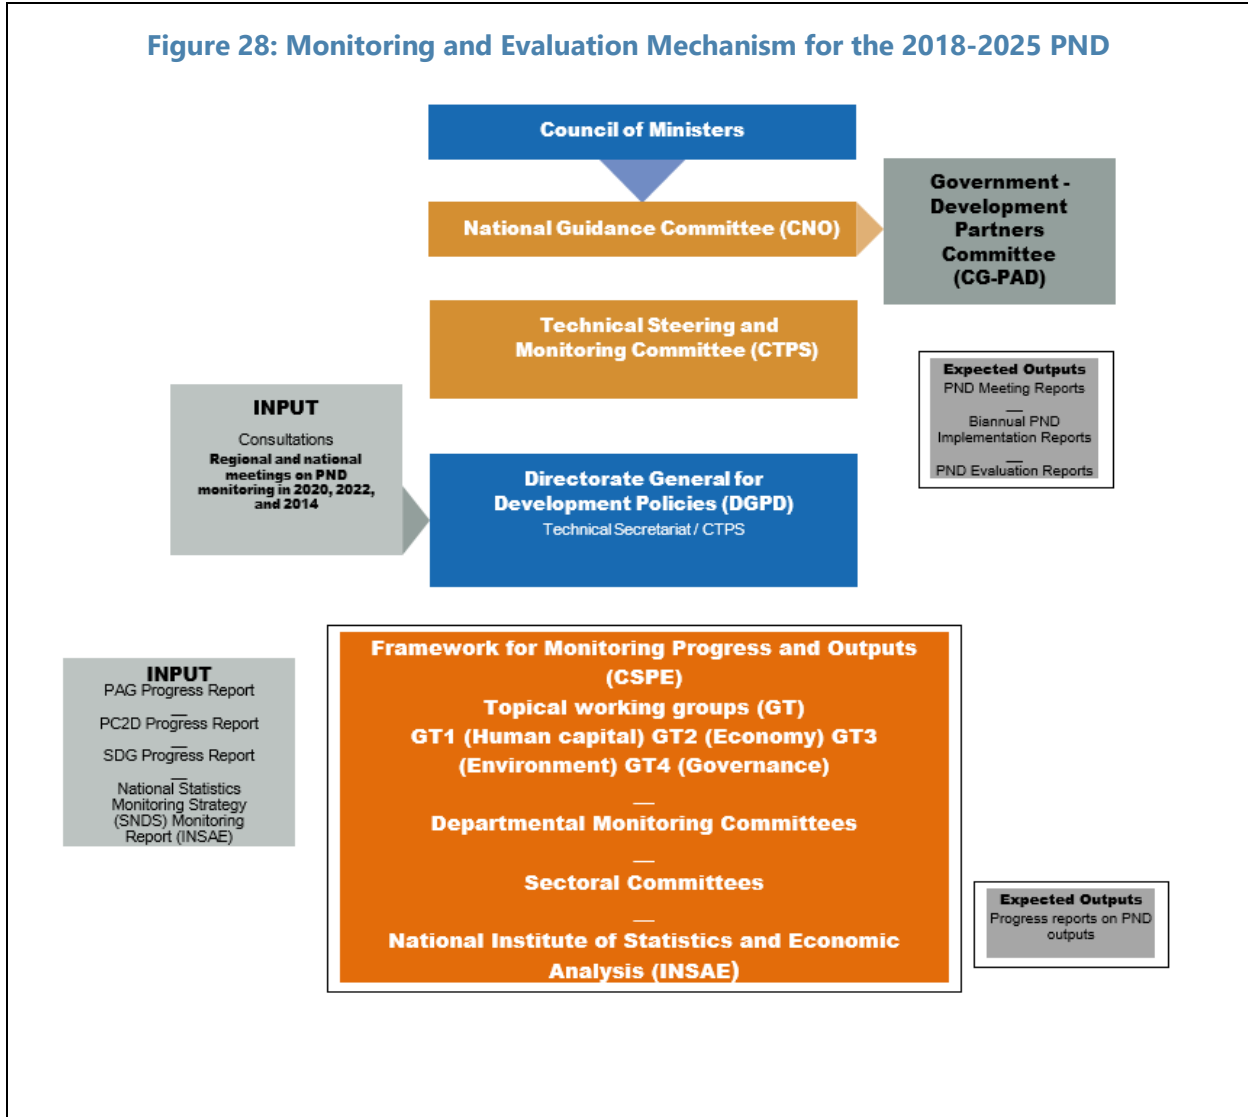 Figure 28: Monitoring and Evaluation Mechanism for the 2018-2025 PND
Council of Ministers
National Guidance Committee (CNO)
Government -
Development
Partners
Committee
(CG-PAD)
Technical Steering and
Monitoring Committee (CTPS)
Expected Outputs
PND Meeting Reports
Biannual PND
Implementation Reports
PND Evaluation Reports
INPUT
Consultations
Regional and national
meetings on PND
monitoring in 2020, 2022,
and 2014
Directorate General for
Development Policies (DGPD)
Technical Secretariat / CTPS
INPUT
PAG Progress Report
PC2D Progress Report
SDG Progress Report
National Statistics
Monitoring Strategy
(SNDS) Monitoring
Report (INSAE)
Framework for Monitoring Progress and Outputs
(CSPE)
Topical working groups (GT)
GT1 (Human capital) GT2 (Economy) GT3
(Environment) GT4 (Governance)
Departmental Monitoring Committees
Sectoral Committees
National Institute of Statistics and Economic
Analysis (INSAE)
Expected Outputs
Progress reports on PND
outputs